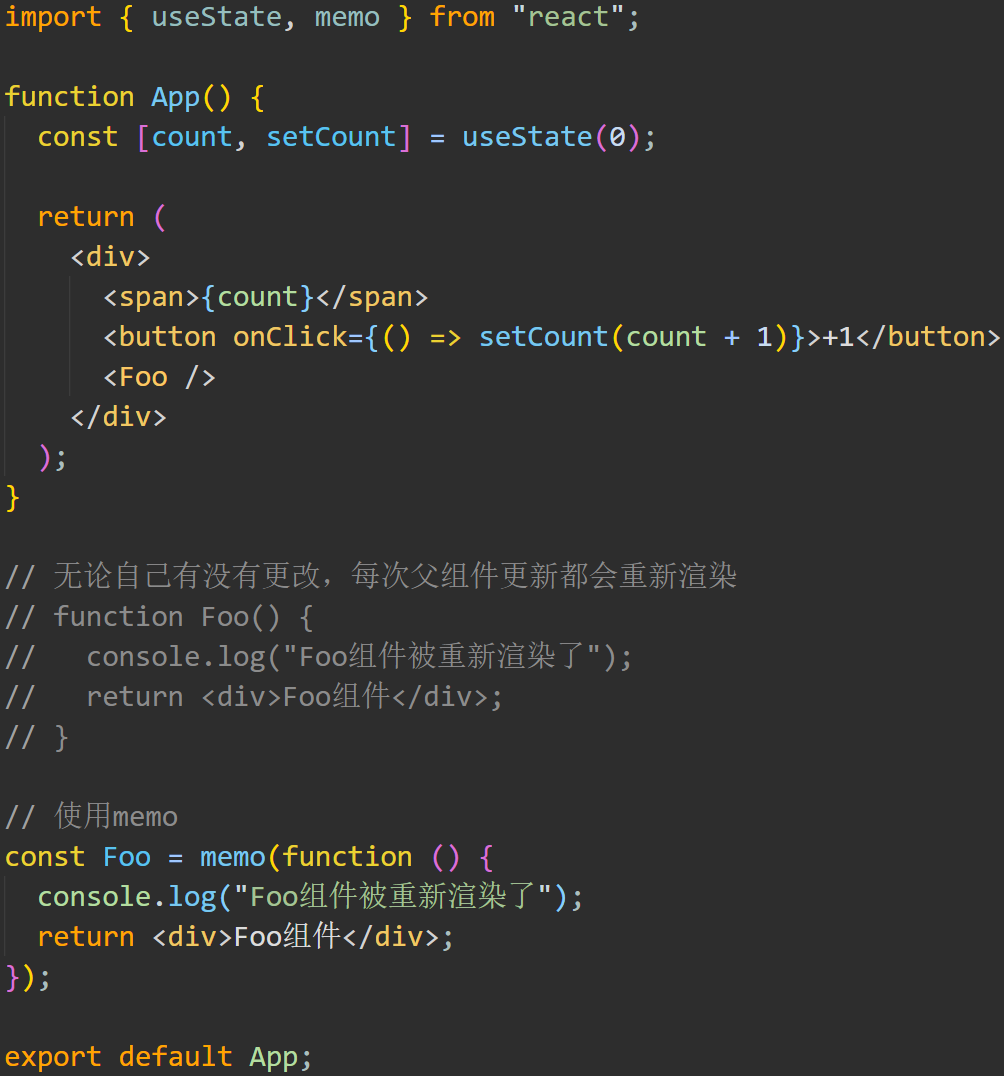 import { useState, memo } from "react";
function App() {
  const [count, setCount] = useState(0);
  return (
    <div>
      <span>{count}</span>
      <button onClick={() => setCount(count + 1)}>+1</button>
      <Foo />
    </div>
  );
}
// 无论自己有没有更改，每次父组件更新都会重新渲染
// function Foo() {
//   console.log("Foo组件被重新渲染了");
//   return <div>Foo组件</div>;
// }
// 使用memo
const Foo = memo(function () {
  console.log("Foo组件被重新渲染了");
  return <div>Foo组件</div>;
});
export default App;